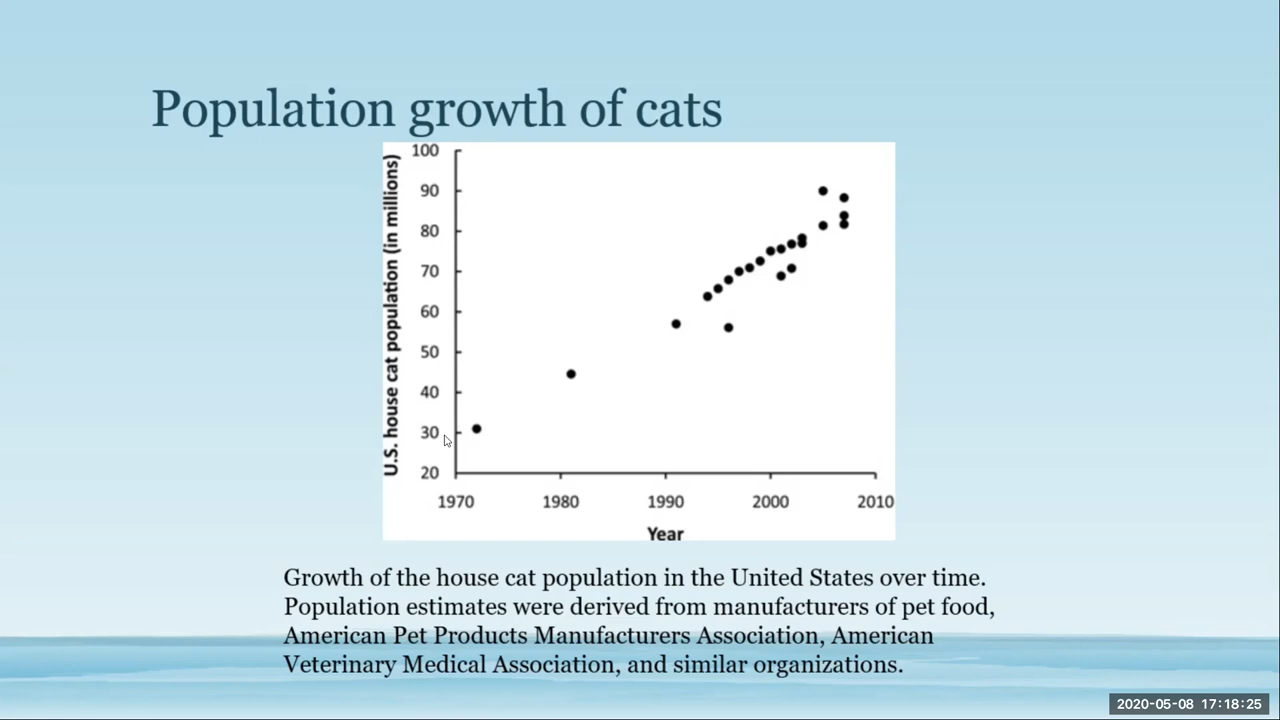 Population growth of cats
U.S. house cat population (in millions)
100
90
80
70
60
50
40
30
20
1970 1980 1990 2000 2010
Year
Growth of the house cat population in the United States over time.
Population estimates were derived from manufacturers of pet food,
American Pet Products Manufacturers Association, American
Veterinary Medical Association, and similar organizations.
2020-05-08 17:18:25